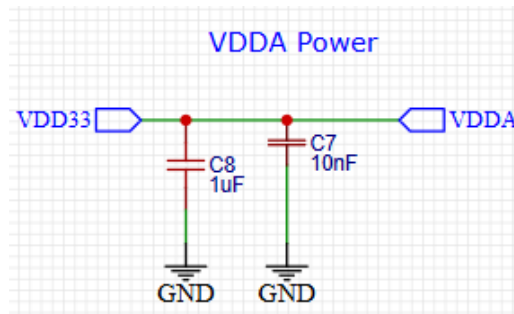 VDDA Power
VDD33
VDDA
C8
1uF
C7
10nF
GND
GND